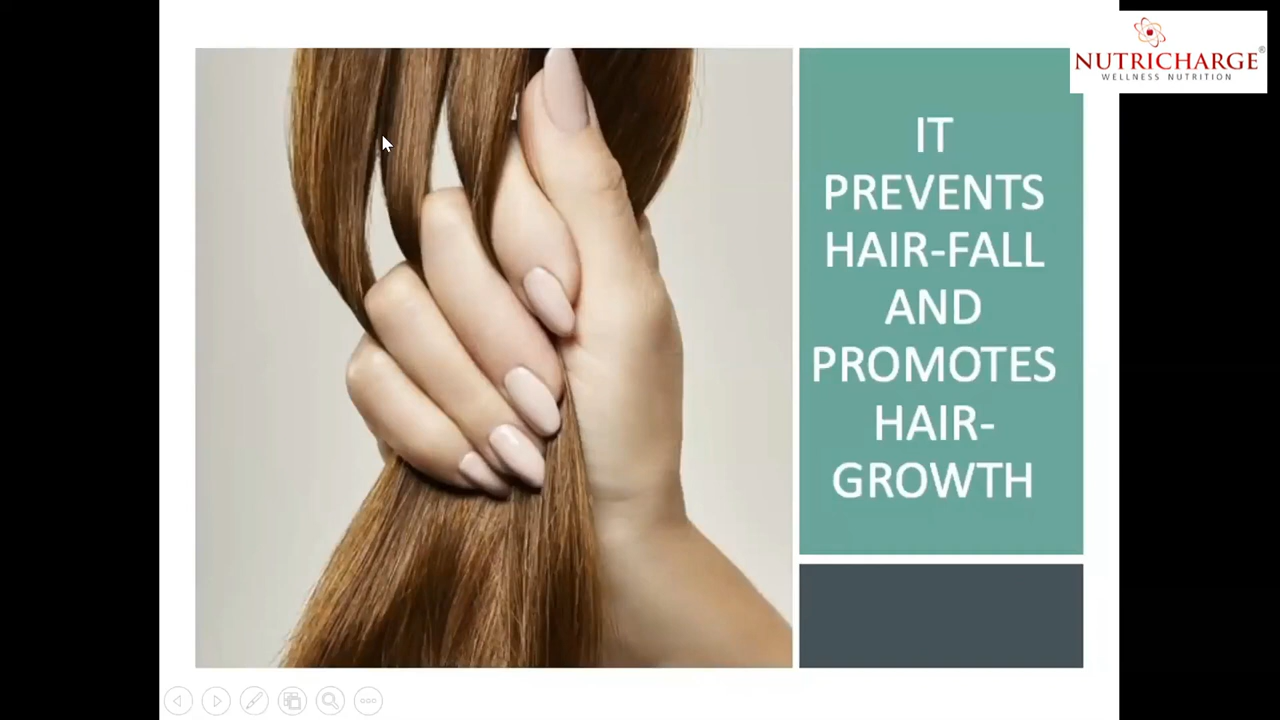 NUTRICHARGE®
WELLNESS NUTRITION
IT
PREVENTS
HAIR-FALL
AND
PROMOTES
HAIR-
GROWTH